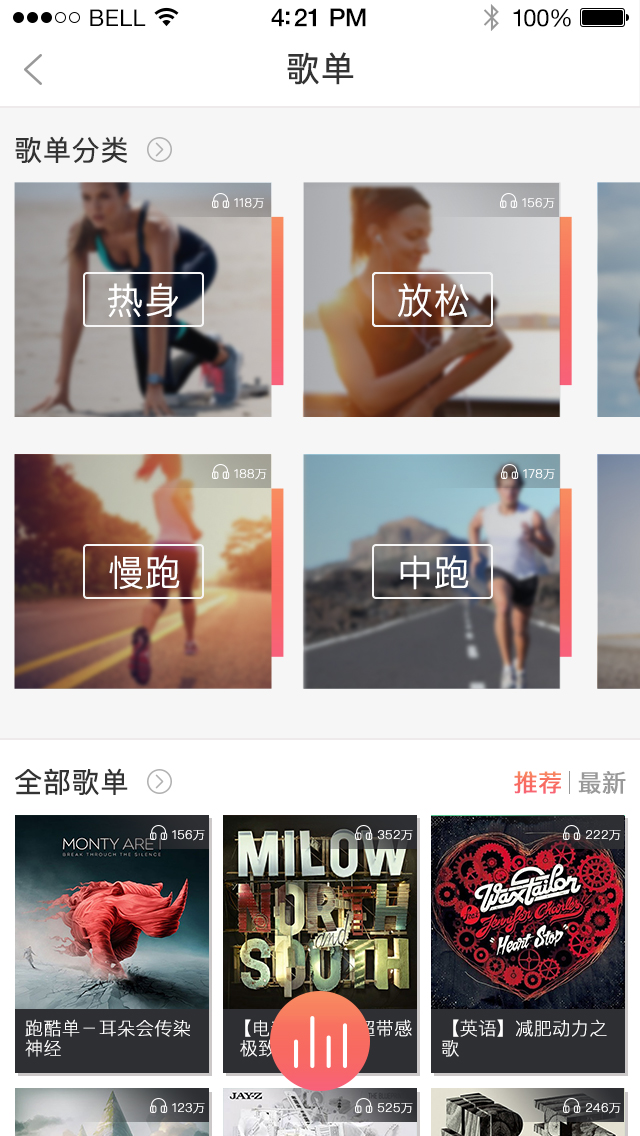 BELL 4:21 PM 100%
歌单
歌单分类
118万
156万
热身
放松
188万
178万
慢跑
中跑
全部歌单
推荐 | 最新
156万
352万
222万
MONTY ARE I
BREAK THROUGH THE SILENCE
MILOW
NORTH
and
SOUTH
Wax Tailor
Jennifer Charles
"Heart Stop"
跑酷单－耳朵会传染
神经
【电
超带感
极致
【英语】减肥动力之
歌
123万
JAY-Z
525万
246万